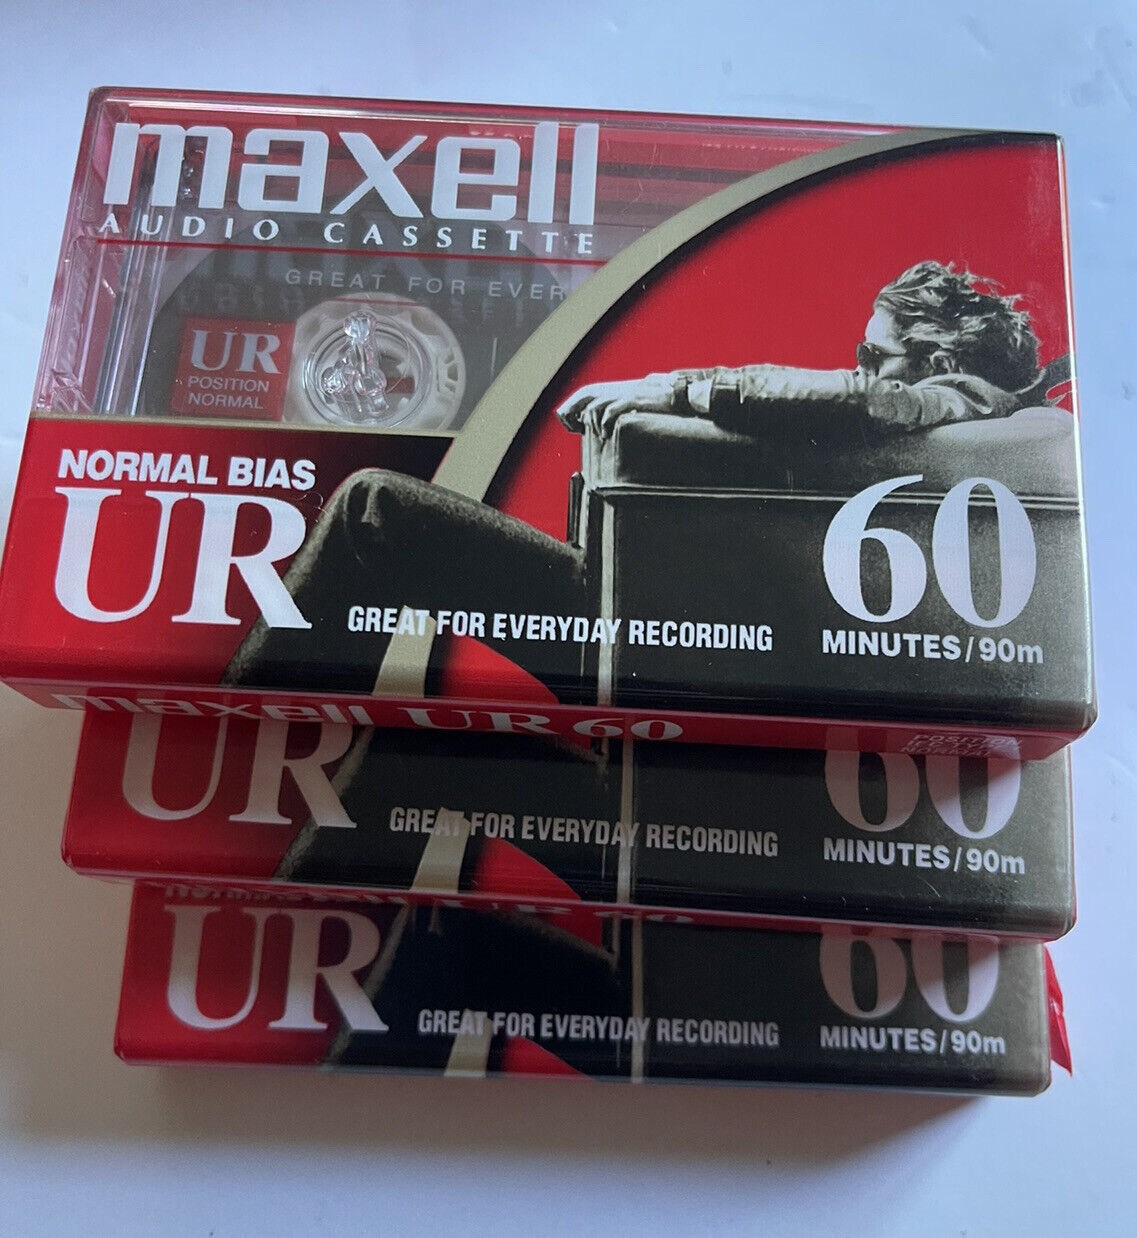 maxell
AUDIO CASSETTE
GREAT FOR EVER
UR
POSITION
NORMAL
NORMAL BIAS
UR
60
GREAT FOR EVERYDAY RECORDING
MINUTES/90m
maxell UR 60
UR
60
GREAT FOR EVERYDAY RECORDING
MINUTES/90m
UR 60
UR
60
GREAT FOR EVERYDAY RECORDING
MINUTES/90m